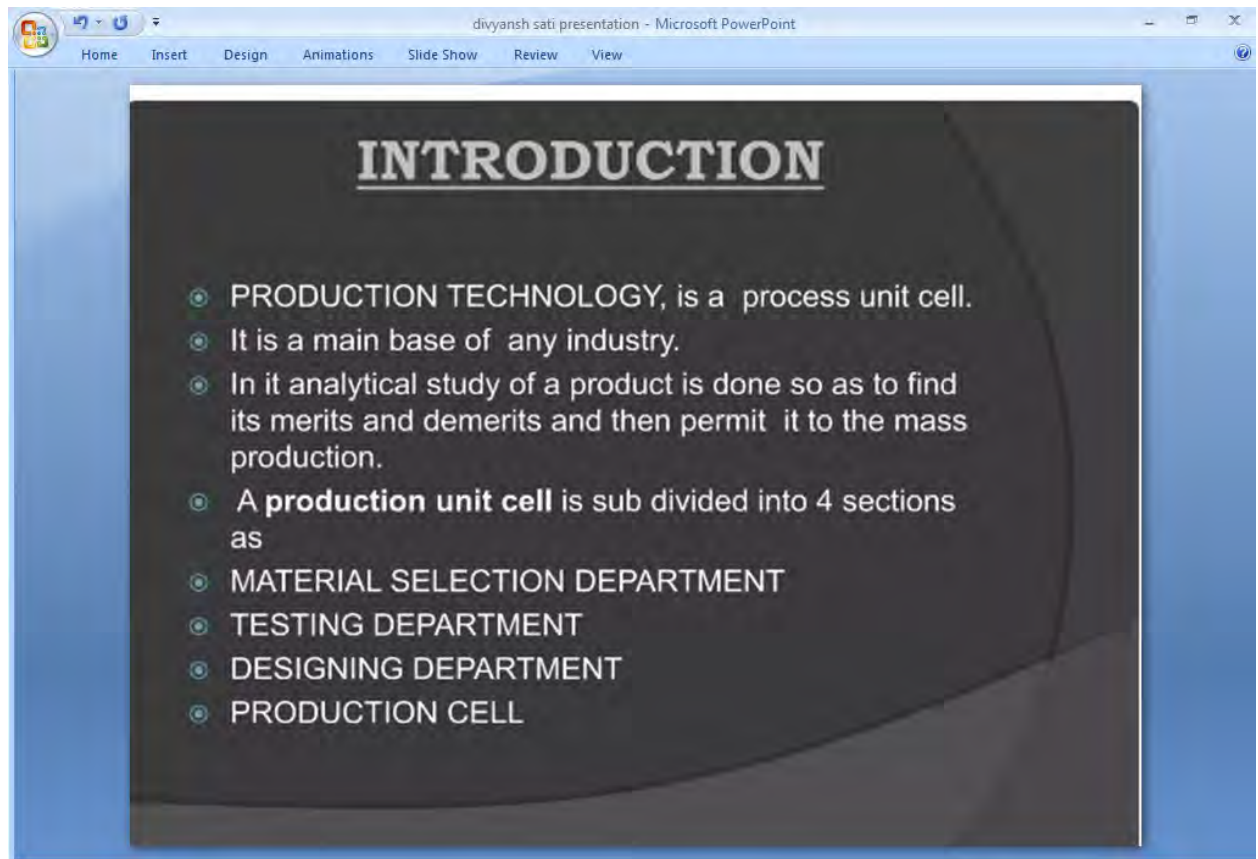 divyansh sati presentation - Microsoft PowerPoint
Home Insert Design Animations Slide Show Review View
INTRODUCTION
PRODUCTION TECHNOLOGY, is a process unit cell.
It is a main base of any industry.
In it analytical study of a product is done so as to find
its merits and demerits and then permit it to the mass
production.
A production unit cell is sub divided into 4 sections
as
MATERIAL SELECTION DEPARTMENT
TESTING DEPARTMENT
DESIGNING DEPARTMENT
PRODUCTION CELL